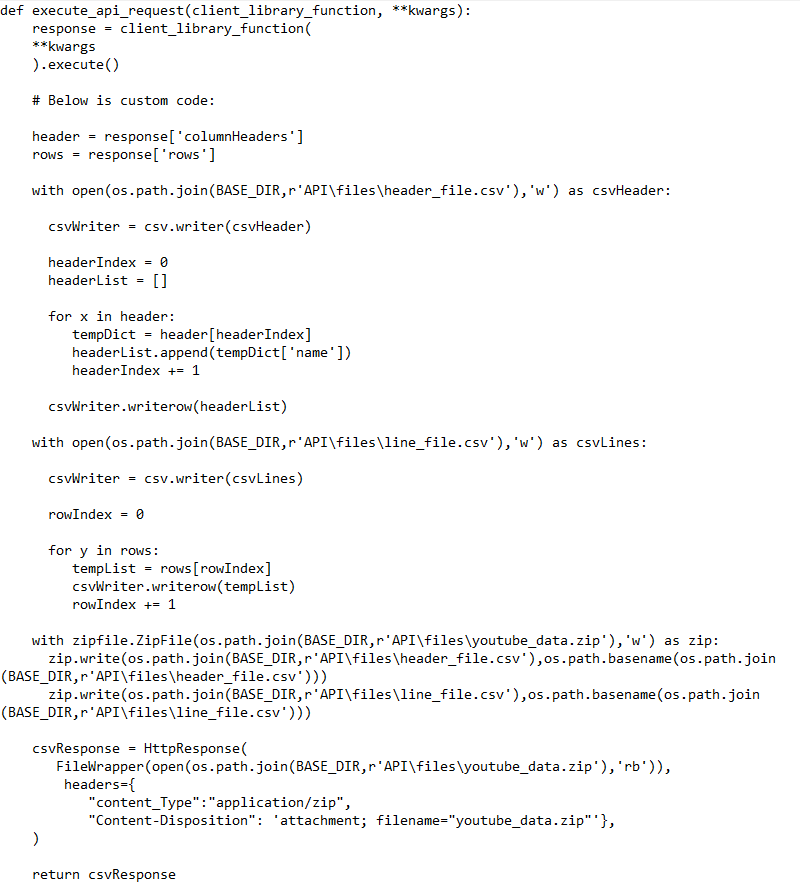 def execute_api_request(client_library_function, **kwargs):
    response = client_library_function(
    **kwargs
    ).execute()

    # Below is custom code:

    header = response['columnHeaders']
    rows = response['rows']

    with open(os.path.join(BASE_DIR,r'API\files\header_file.csv'),'w') as csvHeader:

      csvWriter = csv.writer(csvHeader)

      headerIndex = 0
      headerList = []

      for x in header:
         tempDict = header[headerIndex]
         headerList.append(tempDict['name'])
         headerIndex += 1

      csvWriter.writerow(headerList)

    with open(os.path.join(BASE_DIR,r'API\files\line_file.csv'),'w') as csvLines:

      csvWriter = csv.writer(csvLines)

      rowIndex = 0

      for y in rows:
         tempList = rows[rowIndex]
         csvWriter.writerow(tempList)
         rowIndex += 1

    with zipfile.ZipFile(os.path.join(BASE_DIR,r'API\files\youtube_data.zip'),'w') as zip:
      zip.write(os.path.join(BASE_DIR,r'API\files\header_file.csv'),os.path.basename(os.path.join
(BASE_DIR,r'API\files\header_file.csv')))
      zip.write(os.path.join(BASE_DIR,r'API\files\line_file.csv'),os.path.basename(os.path.join
(BASE_DIR,r'API\files\line_file.csv')))

    csvResponse = HttpResponse(
       FileWrapper(open(os.path.join(BASE_DIR,r'API\files\youtube_data.zip'),'rb')),
        headers={
           "content_Type":"application/zip",
           "Content-Disposition": 'attachment; filename="youtube_data.zip"'},
    )

    return csvResponse